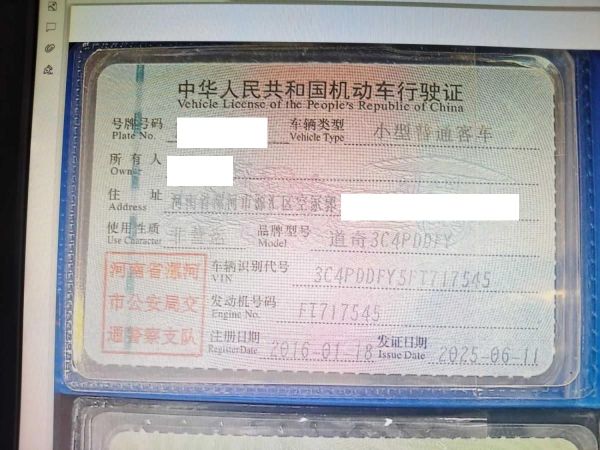 中华人民共和国机动车行驶证
Vehicle License of the People's Republic of China
号牌号码 车辆类型 小型普通客车
Plate No. Vehicle Type
所有人
Owner
住址 河南省漯河市源汇区空冢郭
Address
使用性质 非营运 品牌型号 道奇3C4PDDFY
Use Character Model
河南省漯河 车辆识别代号 3C4PDDFY5FT717545
VIN
市公安局交 发动机号码 FT717545
Engine No.
通警察支队 注册日期 2016-01-18 发证日期 2025-06-11
RegisterDate Issue Date